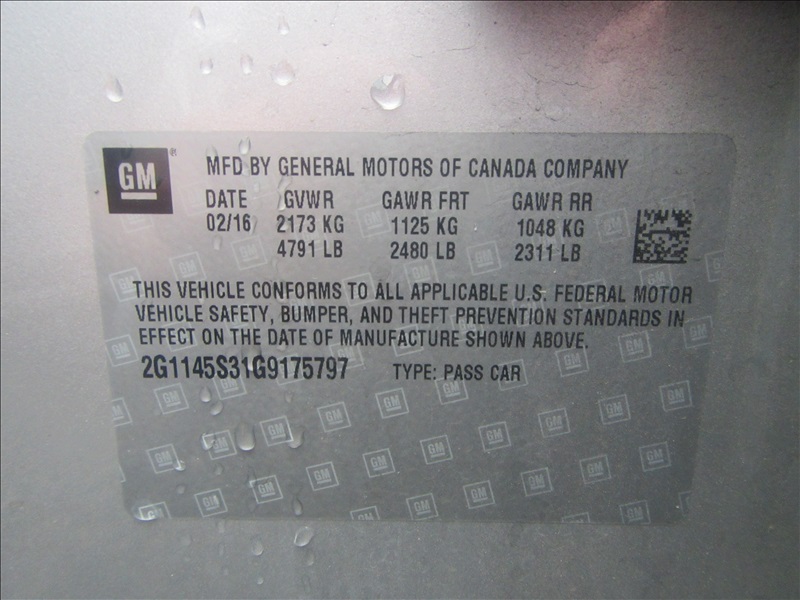 GM ®
MFD BY GENERAL MOTORS OF CANADA COMPANY
DATE GVWR GAWR FRT GAWR RR
02/16 2173 KG 1125 KG 1048 KG
4791 LB 2480 LB 2311 LB
THIS VEHICLE CONFORMS TO ALL APPLICABLE U.S. FEDERAL MOTOR
VEHICLE SAFETY, BUMPER, AND THEFT PREVENTION STANDARDS IN
EFFECT ON THE DATE OF MANUFACTURE SHOWN ABOVE.
2G1145S31G9175797 TYPE: PASS CAR